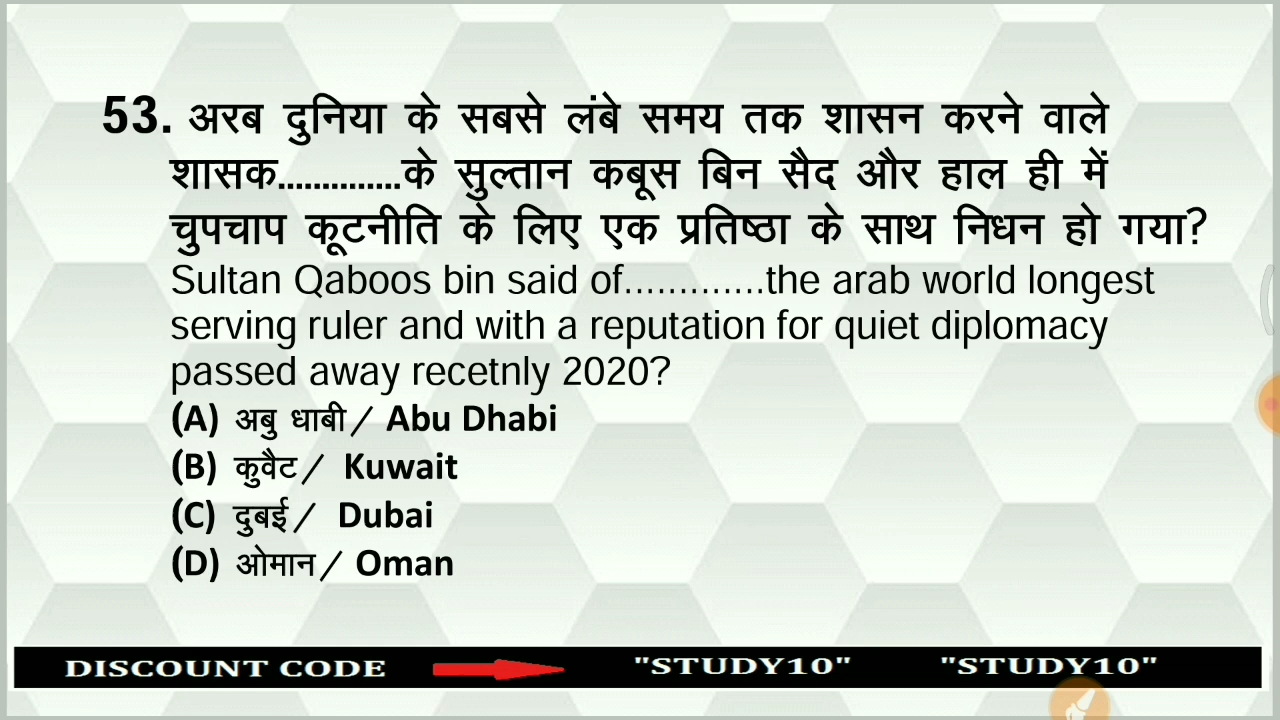 53. अरब दुनिया के सबसे लंबे समय तक शासन करने वाले
शासक..............के सुल्तान कबूस बिन सैद और हाल ही में
चुपचाप कूटनीति के लिए एक प्रतिष्ठा के साथ निधन हो गया?
Sultan Qaboos bin said of.............the arab world longest
serving ruler and with a reputation for quiet diplomacy
passed away recetnly 2020?
(A) अबु धाबी/ Abu Dhabi
(B) कुवैट/ Kuwait
(C) दुबई/ Dubai
(D) ओमान/ Oman
DISCOUNT CODE "STUDY10" "STUDY10"